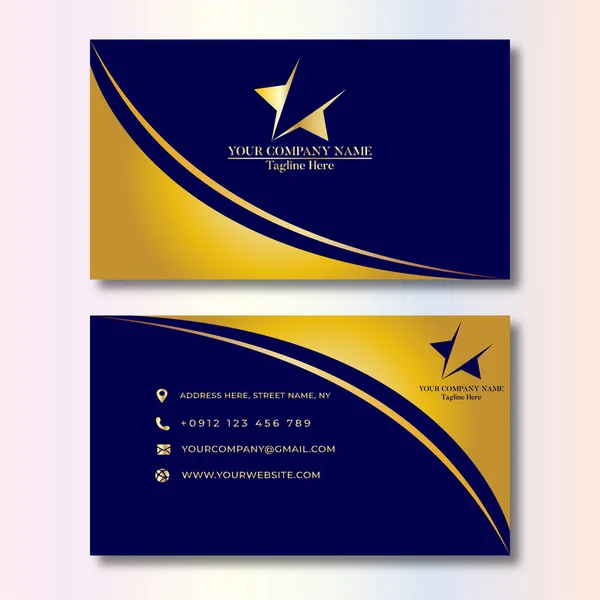 YOUR COMPANY NAME
Tagline Here
YOUR COMPANY NAME
Tagline Here
ADDRESS HERE, STREET NAME, NY
+0912 123 456 789
YOURCOMPANY@GMAIL.COM
WWW.YOURWEBSITE.COM